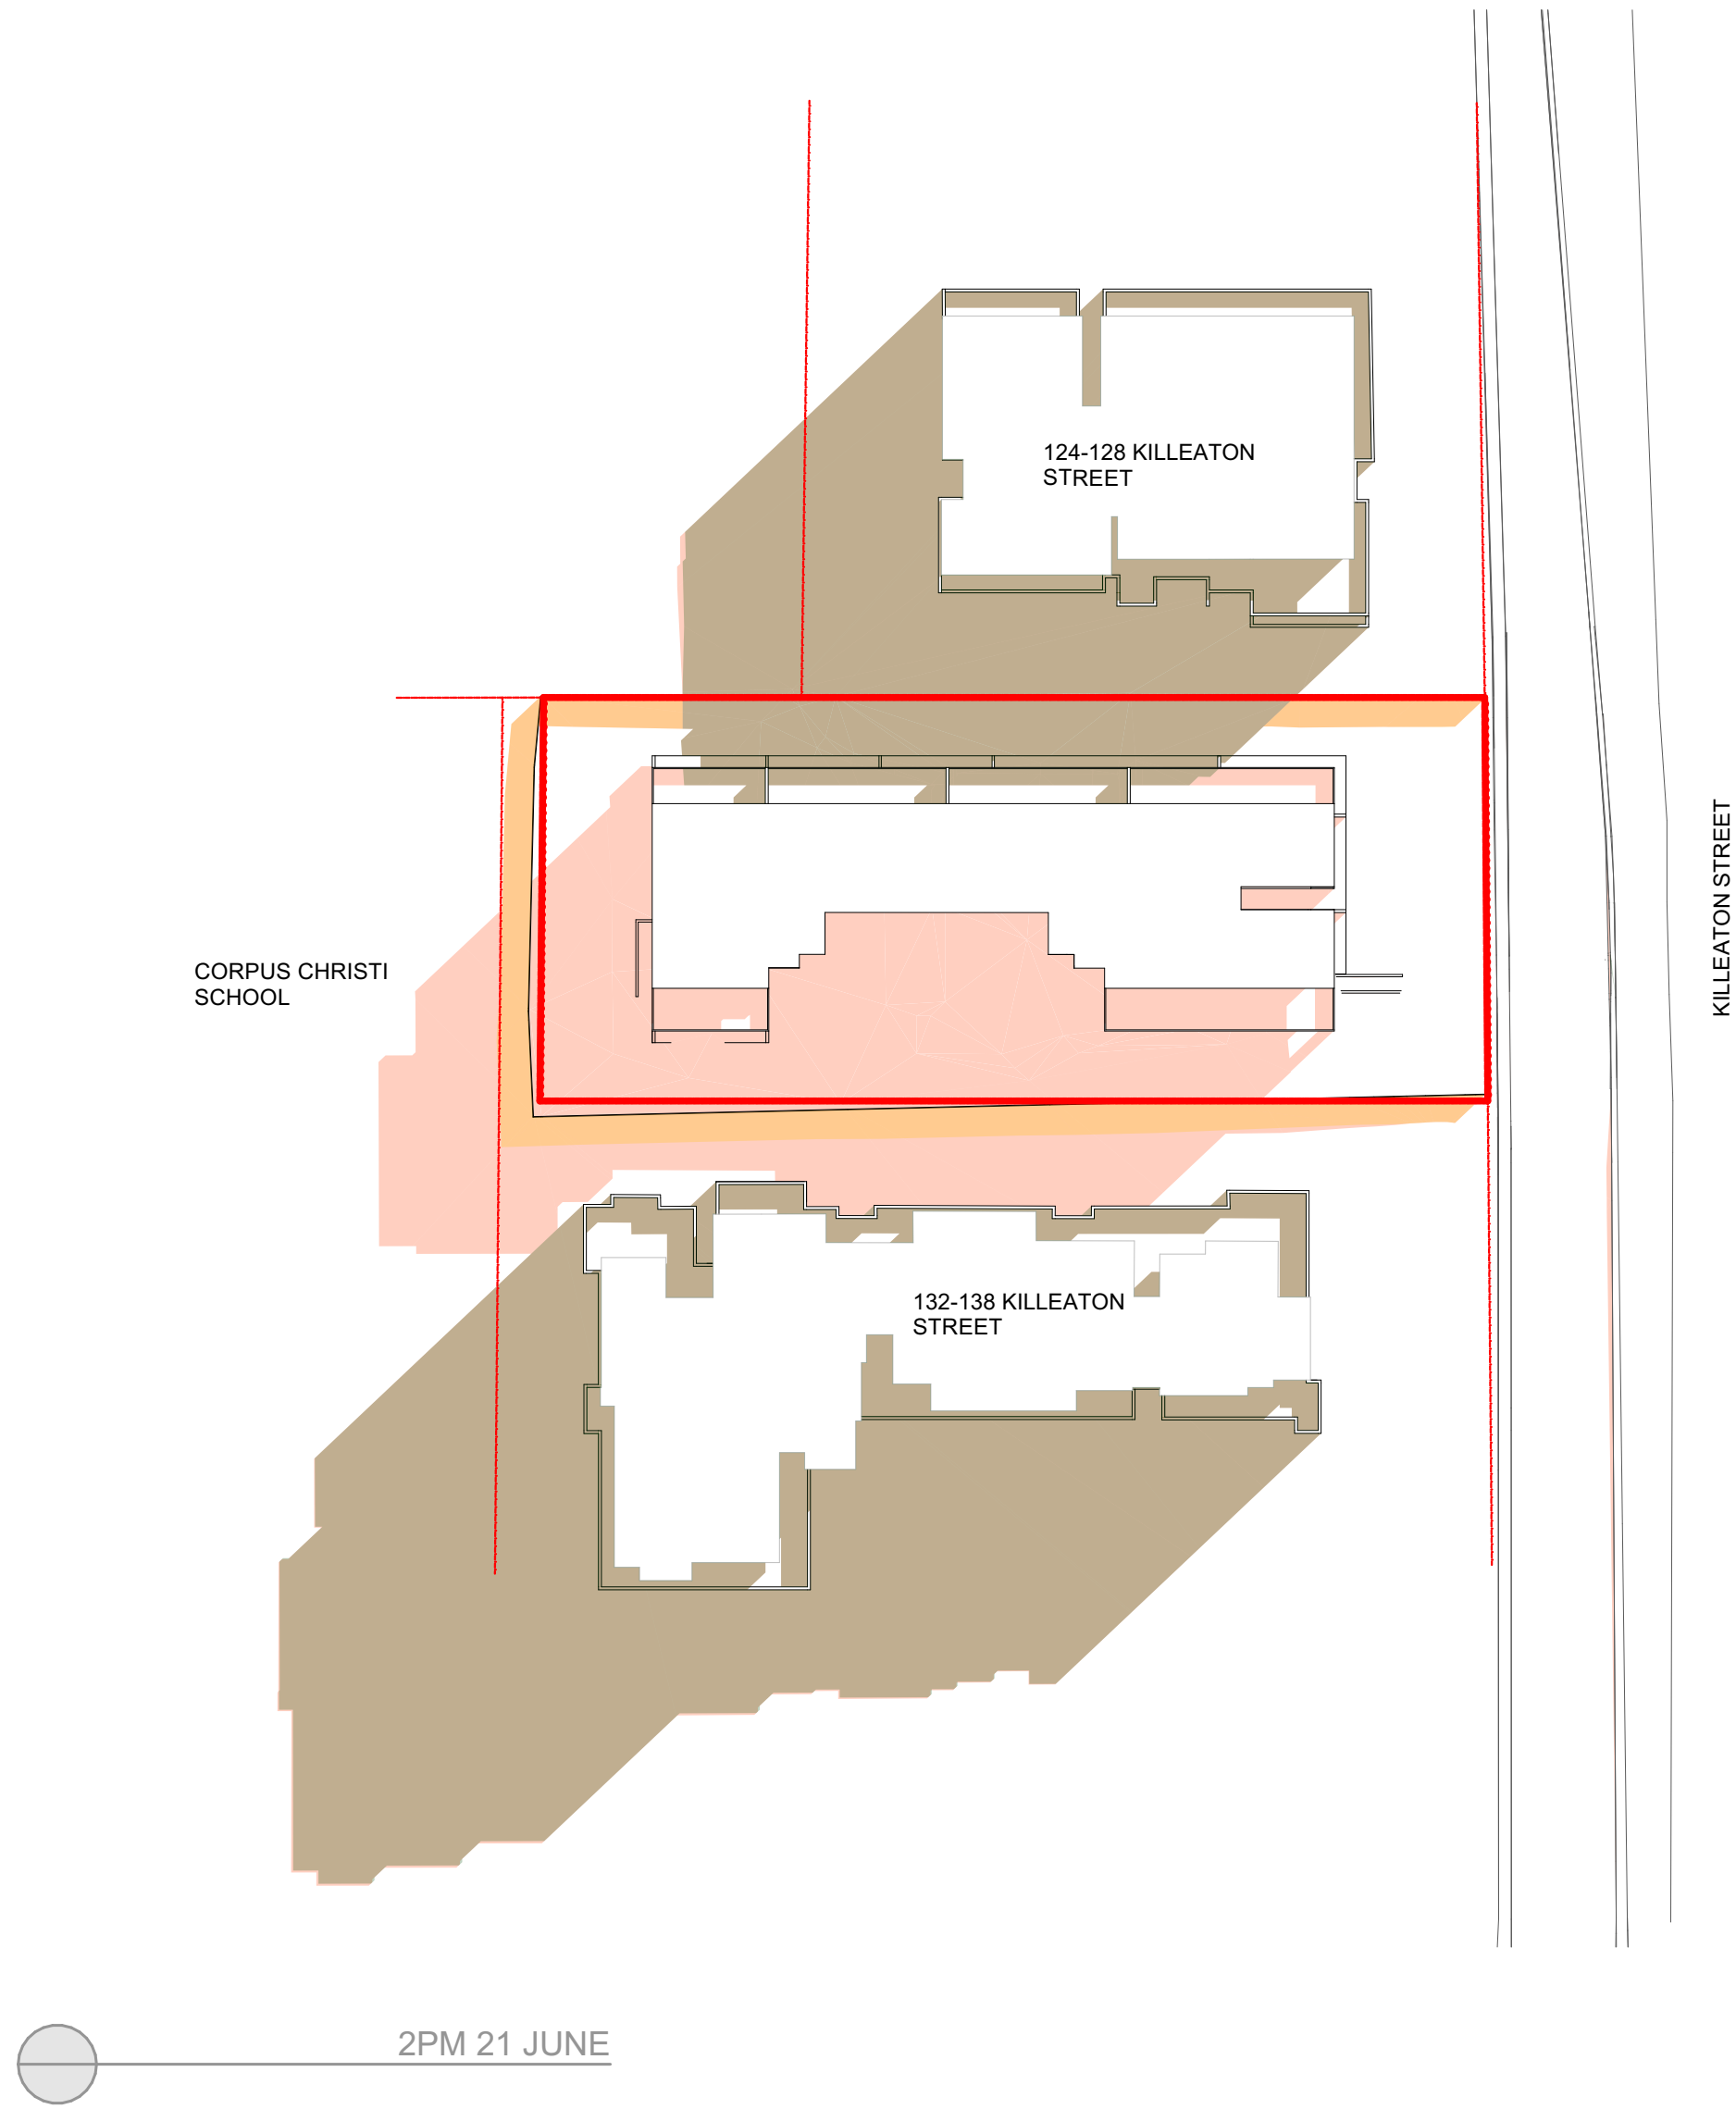 124-128 KILLEATON
STREET
KILLEATON STREET
CORPUS CHRISTI
SCHOOL
132-138 KILLEATON
STREET
2PM 21 JUNE